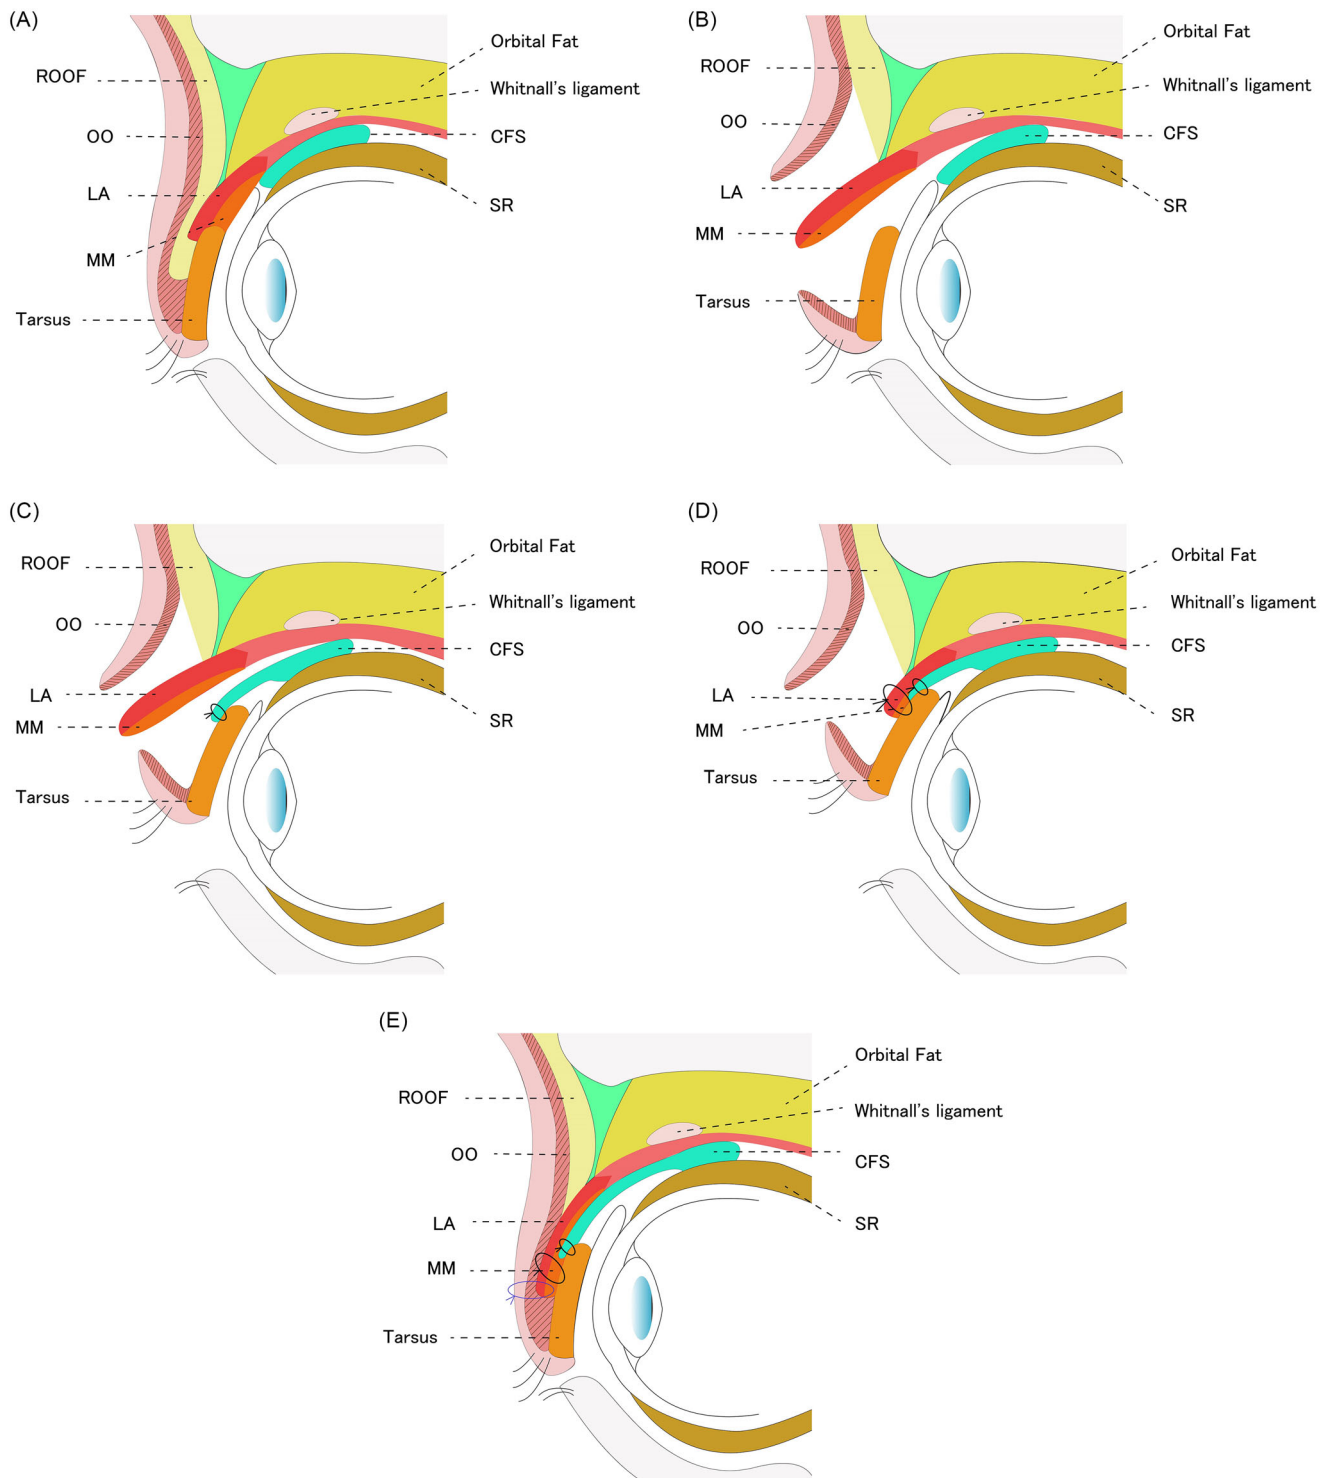 (A)
Orbital Fat
ROOF
Whitnall's ligament
OO
CFS
LA
SR
MM
Tarsus
(B)
Orbital Fat
ROOF
Whitnall's ligament
OO
CFS
LA
SR
MM
Tarsus
(C)
Orbital Fat
ROOF
Whitnall's ligament
OO
CFS
LA
SR
MM
Tarsus
(D)
Orbital Fat
ROOF
Whitnall's ligament
OO
CFS
LA
SR
MM
Tarsus
(E)
Orbital Fat
ROOF
Whitnall's ligament
OO
CFS
LA
SR
MM
Tarsus